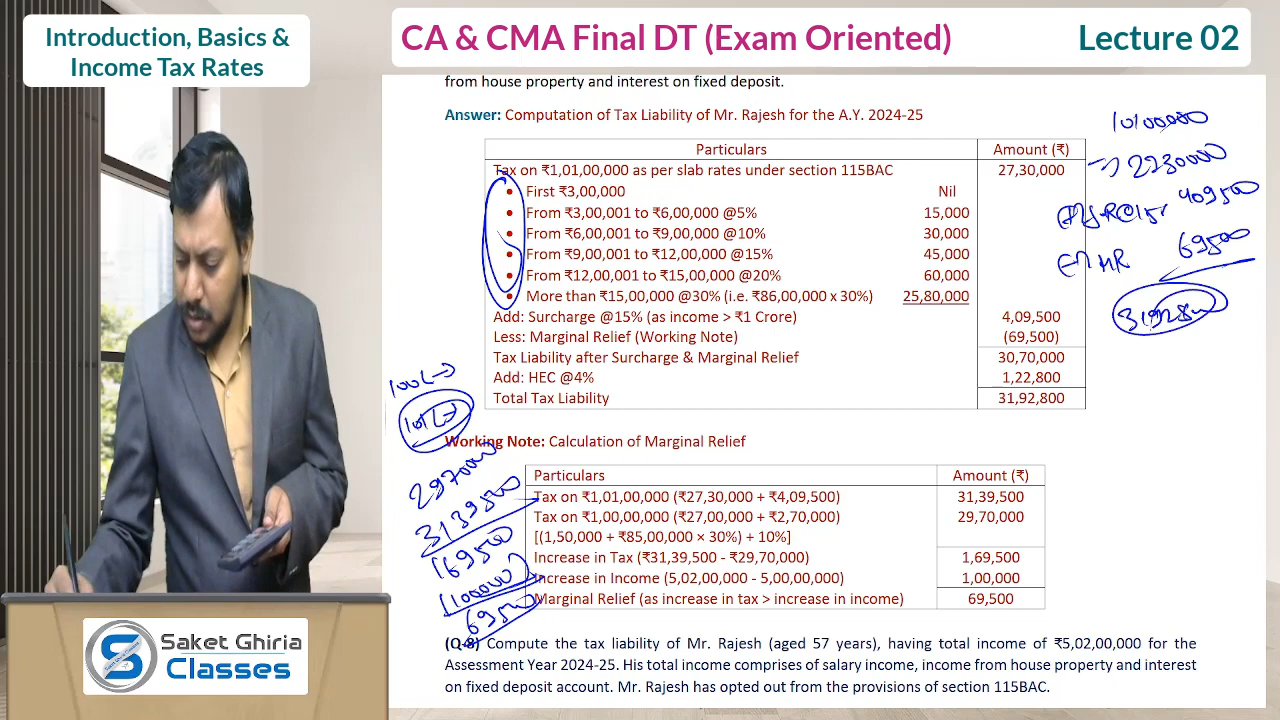 Introduction, Basics &
Income Tax Rates
CA & CMA Final DT (Exam Oriented)
Lecture 02
from house property and interest on fixed deposit.
Answer: Computation of Tax Liability of Mr. Rajesh for the A.Y. 2024-25
Particulars Amount (₹)
Tax on ₹1,01,00,000 as per slab rates under section 115BAC 27,30,000
• First ₹3,00,000 Nil
• From ₹3,00,001 to ₹6,00,000 @5% 15,000
• From ₹6,00,001 to ₹9,00,000 @10% 30,000
• From ₹9,00,001 to ₹12,00,000 @15% 45,000
• From ₹12,00,001 to ₹15,00,000 @20% 60,000
• More than ₹15,00,000 @30% (i.e. ₹86,00,000 x 30%) 25,80,000
Add: Surcharge @15% (as income > ₹1 Crore) 4,09,500
Less: Marginal Relief (Working Note) (69,500)
Tax Liability after Surcharge & Marginal Relief 30,70,000
Add: HEC @4% 1,22,800
Total Tax Liability 31,92,800
10100000
→ 2230000
409500
69500
(-) MR
3192800
100L→
101L→
Working Note: Calculation of Marginal Relief
Particulars Amount (₹)
Tax on ₹1,01,00,000 (₹27,30,000 + ₹4,09,500) 31,39,500
Tax on ₹1,00,00,000 (₹27,00,000 + ₹2,70,000) 29,70,000
[(1,50,000 + ₹85,00,000 × 30%) + 10%]
Increase in Tax (₹31,39,500 - ₹29,70,000) 1,69,500
Increase in Income (5,02,00,000 - 5,00,00,000) 1,00,000
Marginal Relief (as increase in tax > increase in income) 69,500
2970000
3139500
169500
(100000)
69500
(Q-8) Compute the tax liability of Mr. Rajesh (aged 57 years), having total income of ₹5,02,00,000 for the
Assessment Year 2024-25. His total income comprises of salary income, income from house property and interest
on fixed deposit account. Mr. Rajesh has opted out from the provisions of section 115BAC.
Saket Ghiria
Classes